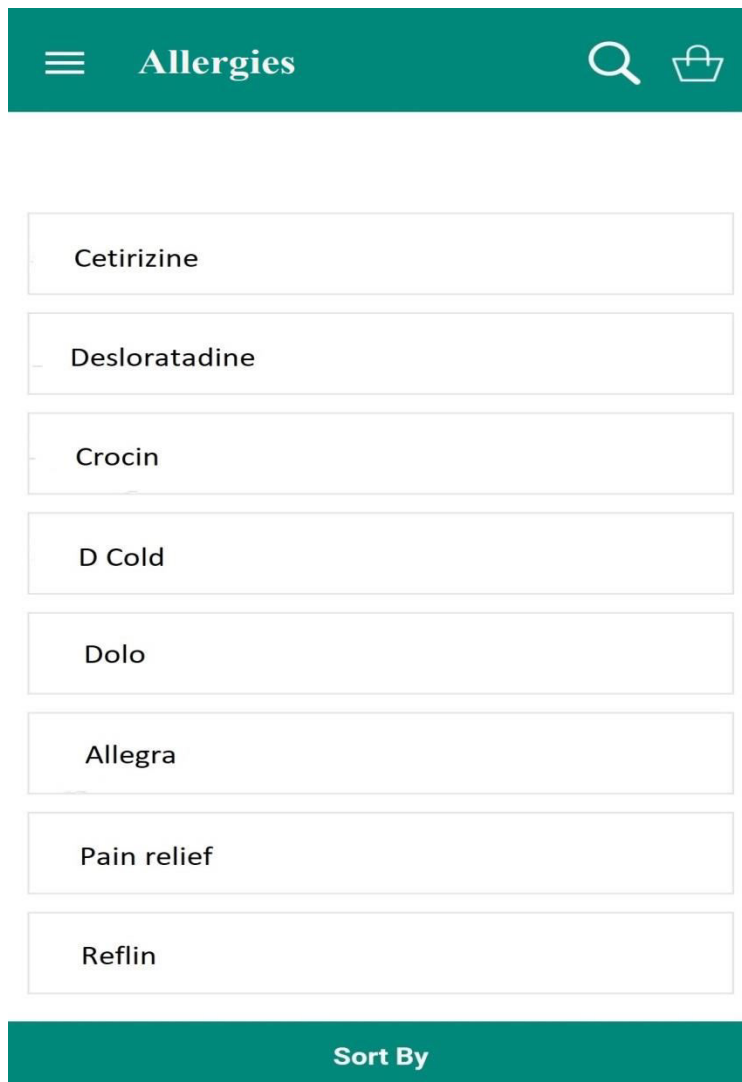 Allergies
Cetirizine
Desloratadine
Crocin
D Cold
Dolo
Allegra
Pain relief
Reflin
Sort By